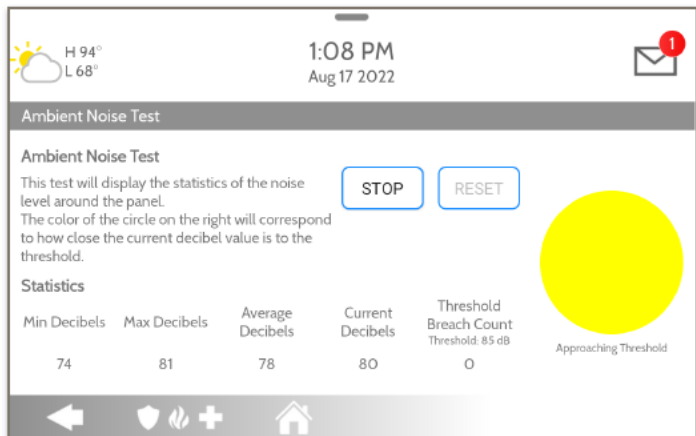 H 94°
L 68°
1:08 PM
Aug 17 2022
1
Ambient Noise Test
Ambient Noise Test
This test will display the statistics of the noise
level around the panel.
The color of the circle on the right will correspond
to how close the current decibel value is to the
threshold.
STOP
RESET
Statistics
Min Decibels
Max Decibels
Average
Decibels
Current
Decibels
Threshold
Breach Count
Threshold: 85 dB
74
81
78
80
0
Approaching Threshold